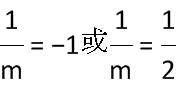 1/m = −1或1/m = 1/2